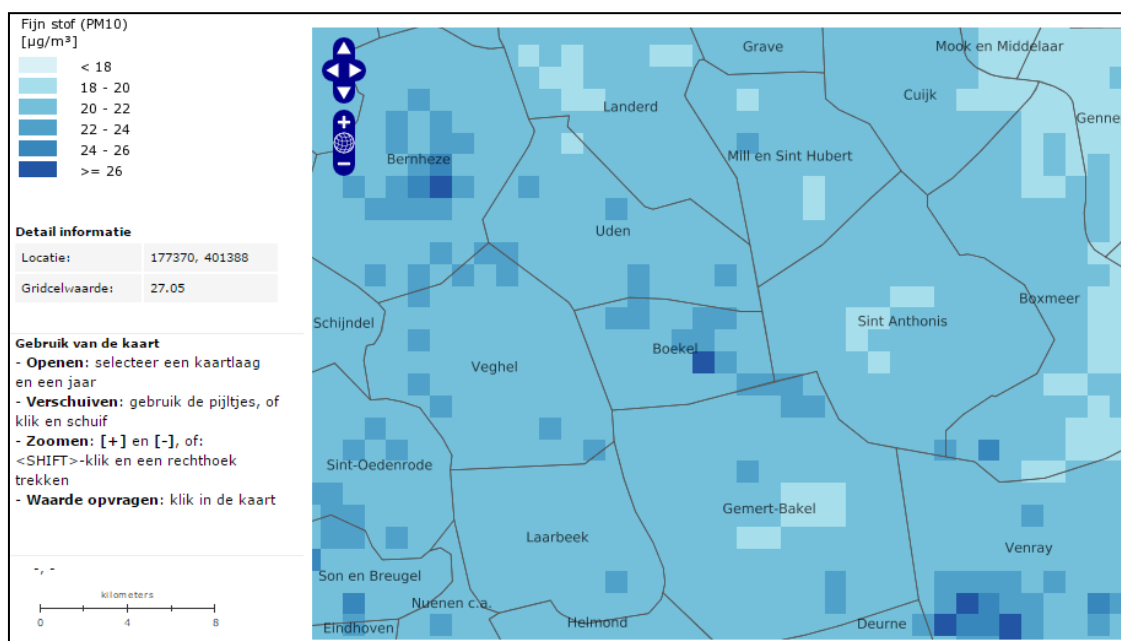 Fijn stof (PM10)
[µg/m³]
< 18
18 - 20
20 - 22
22 - 24
24 - 26
>= 26
Detail informatie
Locatie: 177370, 401388
Gridcelwaarde: 27.05
Gebruik van de kaart
- Openen: selecteer een kaartlaag
en een jaar
- Verschuiven: gebruik de pijltjes, of
klik en schuif
- Zoomen: [+] en [-], of:
<SHIFT>-klik en een rechthoek
trekken
- Waarde opvragen: klik in de kaart
-, -
kilometers
0 4 8
Grave
Mook en Middelaar
Cuijk
Landerd
Genne
Bernheze
Mill en Sint Hubert
Uden
Boxmeer
Schijndel
Sint Anthonis
Boekel
Veghel
Sint-Oedenrode
Gemert-Bakel
Laarbeek
Venray
Son en Breugel
Nuenen c.a.
Eindhoven
Helmond
Deurne